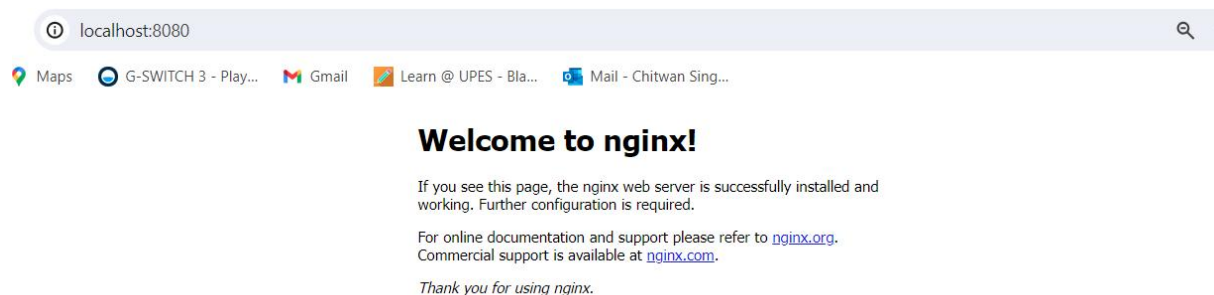 localhost:8080
Maps G-SWITCH 3 - Play... Gmail Learn @ UPES - Bla... Mail - Chitwan Sing...
Welcome to nginx!
If you see this page, the nginx web server is successfully installed and
working. Further configuration is required.
For online documentation and support please refer to nginx.org.
Commercial support is available at nginx.com.
Thank you for using nginx.